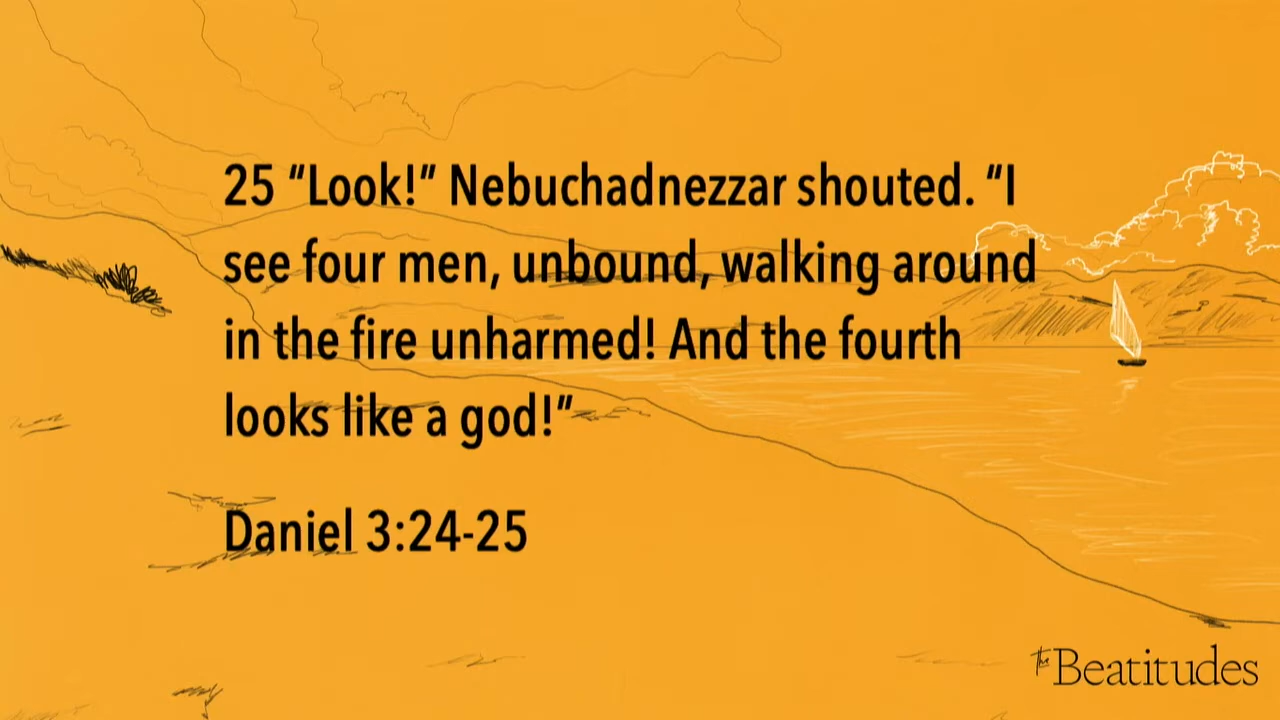 25 “Look!” Nebuchadnezzar shouted. “I
see four men, unbound, walking around
in the fire unharmed! And the fourth
looks like a god!”
Daniel 3:24-25
the Beatitudes